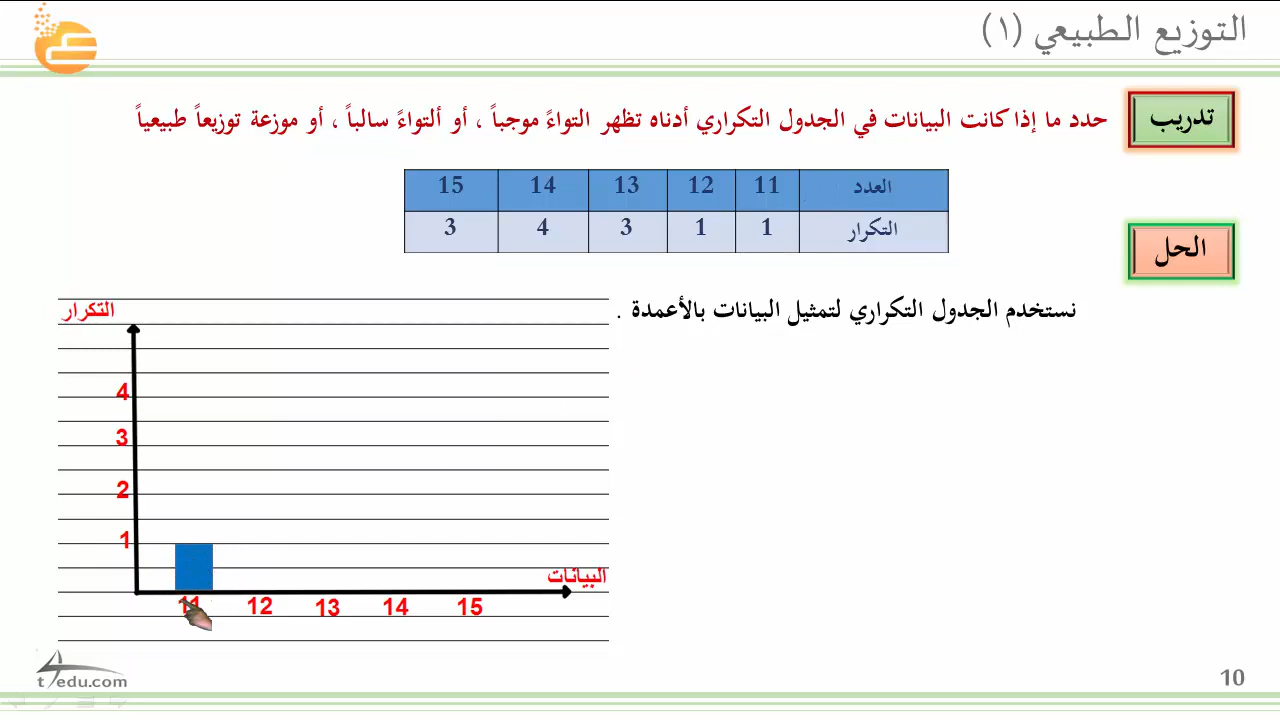 التوزيع الطبيعي (١)
تدريب
حدد ما إذا كانت البيانات في الجدول التكراري أدناه تظهر التواءً موجباً ، أو ألتواءً سالباً ، أو موزعة توزيعاً طبيعياً
العدد 11 12 13 14 15
التكرار 1 1 3 4 3
الحل
نستخدم الجدول التكراري لتمثيل البيانات بالأعمدة .
التكرار
4
3
2
1
البيانات
11 12 13 14 15
t4edu.com
10